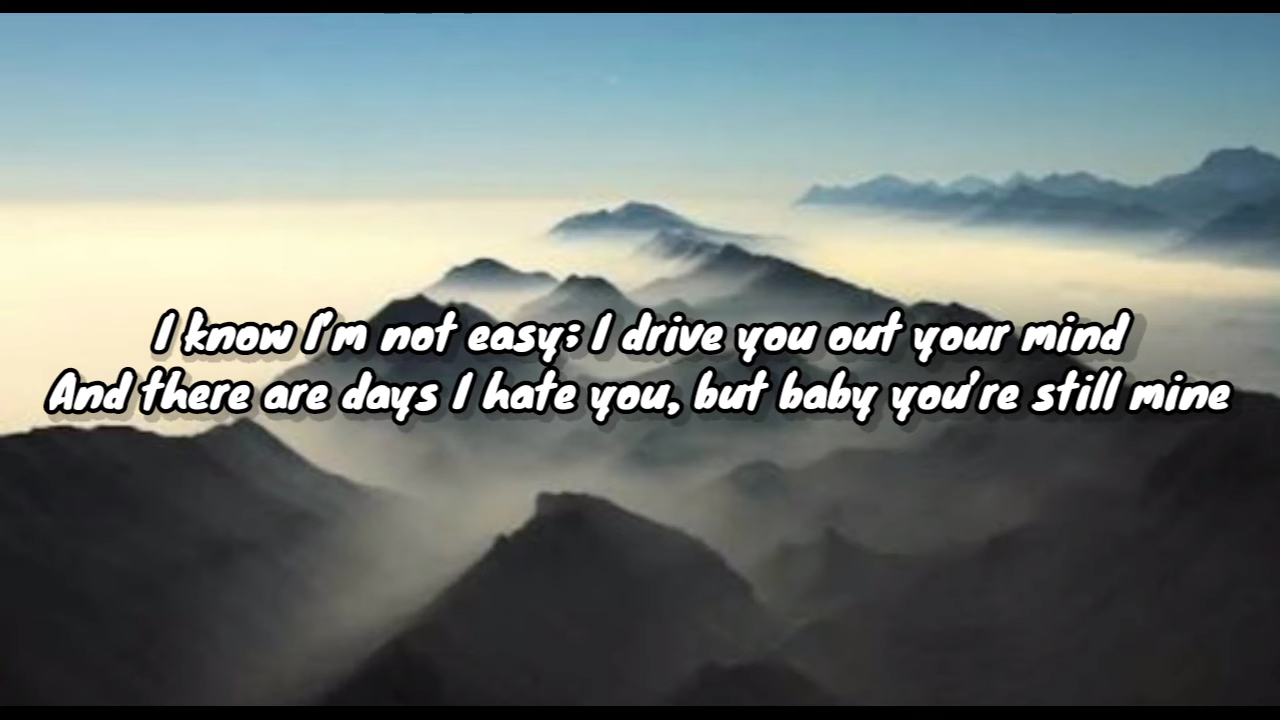 I know I'm not easy; I drive you out your mind
And there are days I hate you, but baby you're still mine